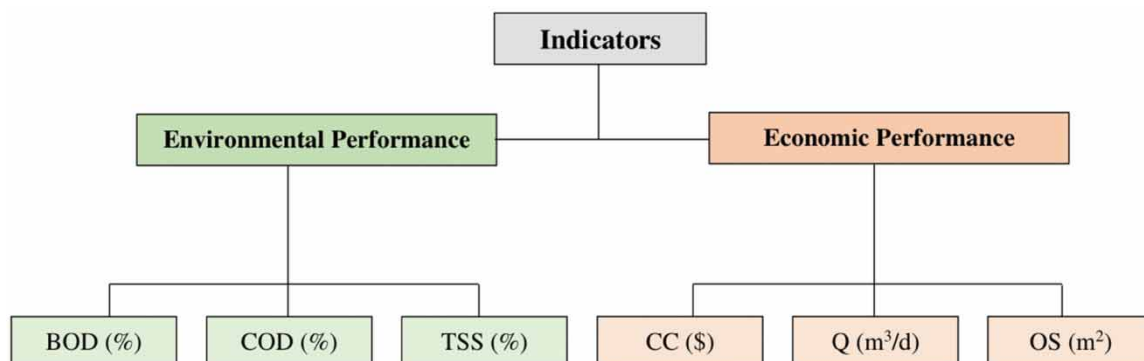 Indicators
Environmental Performance
Economic Performance
BOD (%)
COD (%)
TSS (%)
CC ($)
Q (m³/d)
OS (m²)